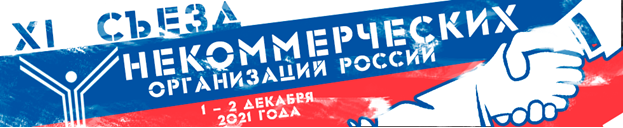 XI СЪЕЗД
НЕКОММЕРЧЕСКИХ
ОРГАНИЗАЦИЙ РОССИИ
1 – 2 ДЕКАБРЯ
2021 ГОДА